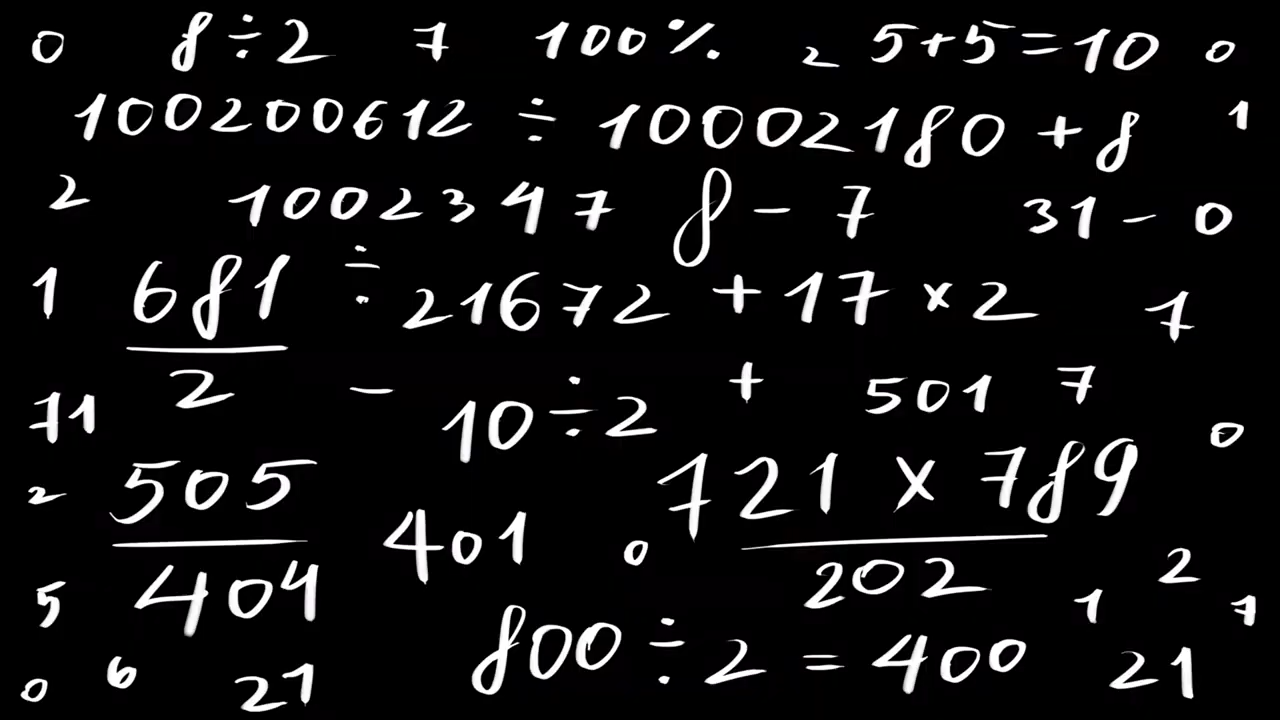 0 8÷2 7 100% 2 5+5=10 0
100200612 ÷ 10002180 + 8 1
2 1002347 8 - 7 31 - 0
1 681 ÷ 21672 + 17 × 2 7
2 - 10÷2 + 501 7
71 0
2 505 401 0 721 × 789
404 202 2
5 800 ÷ 2 = 400 1 7
0 6 21 21